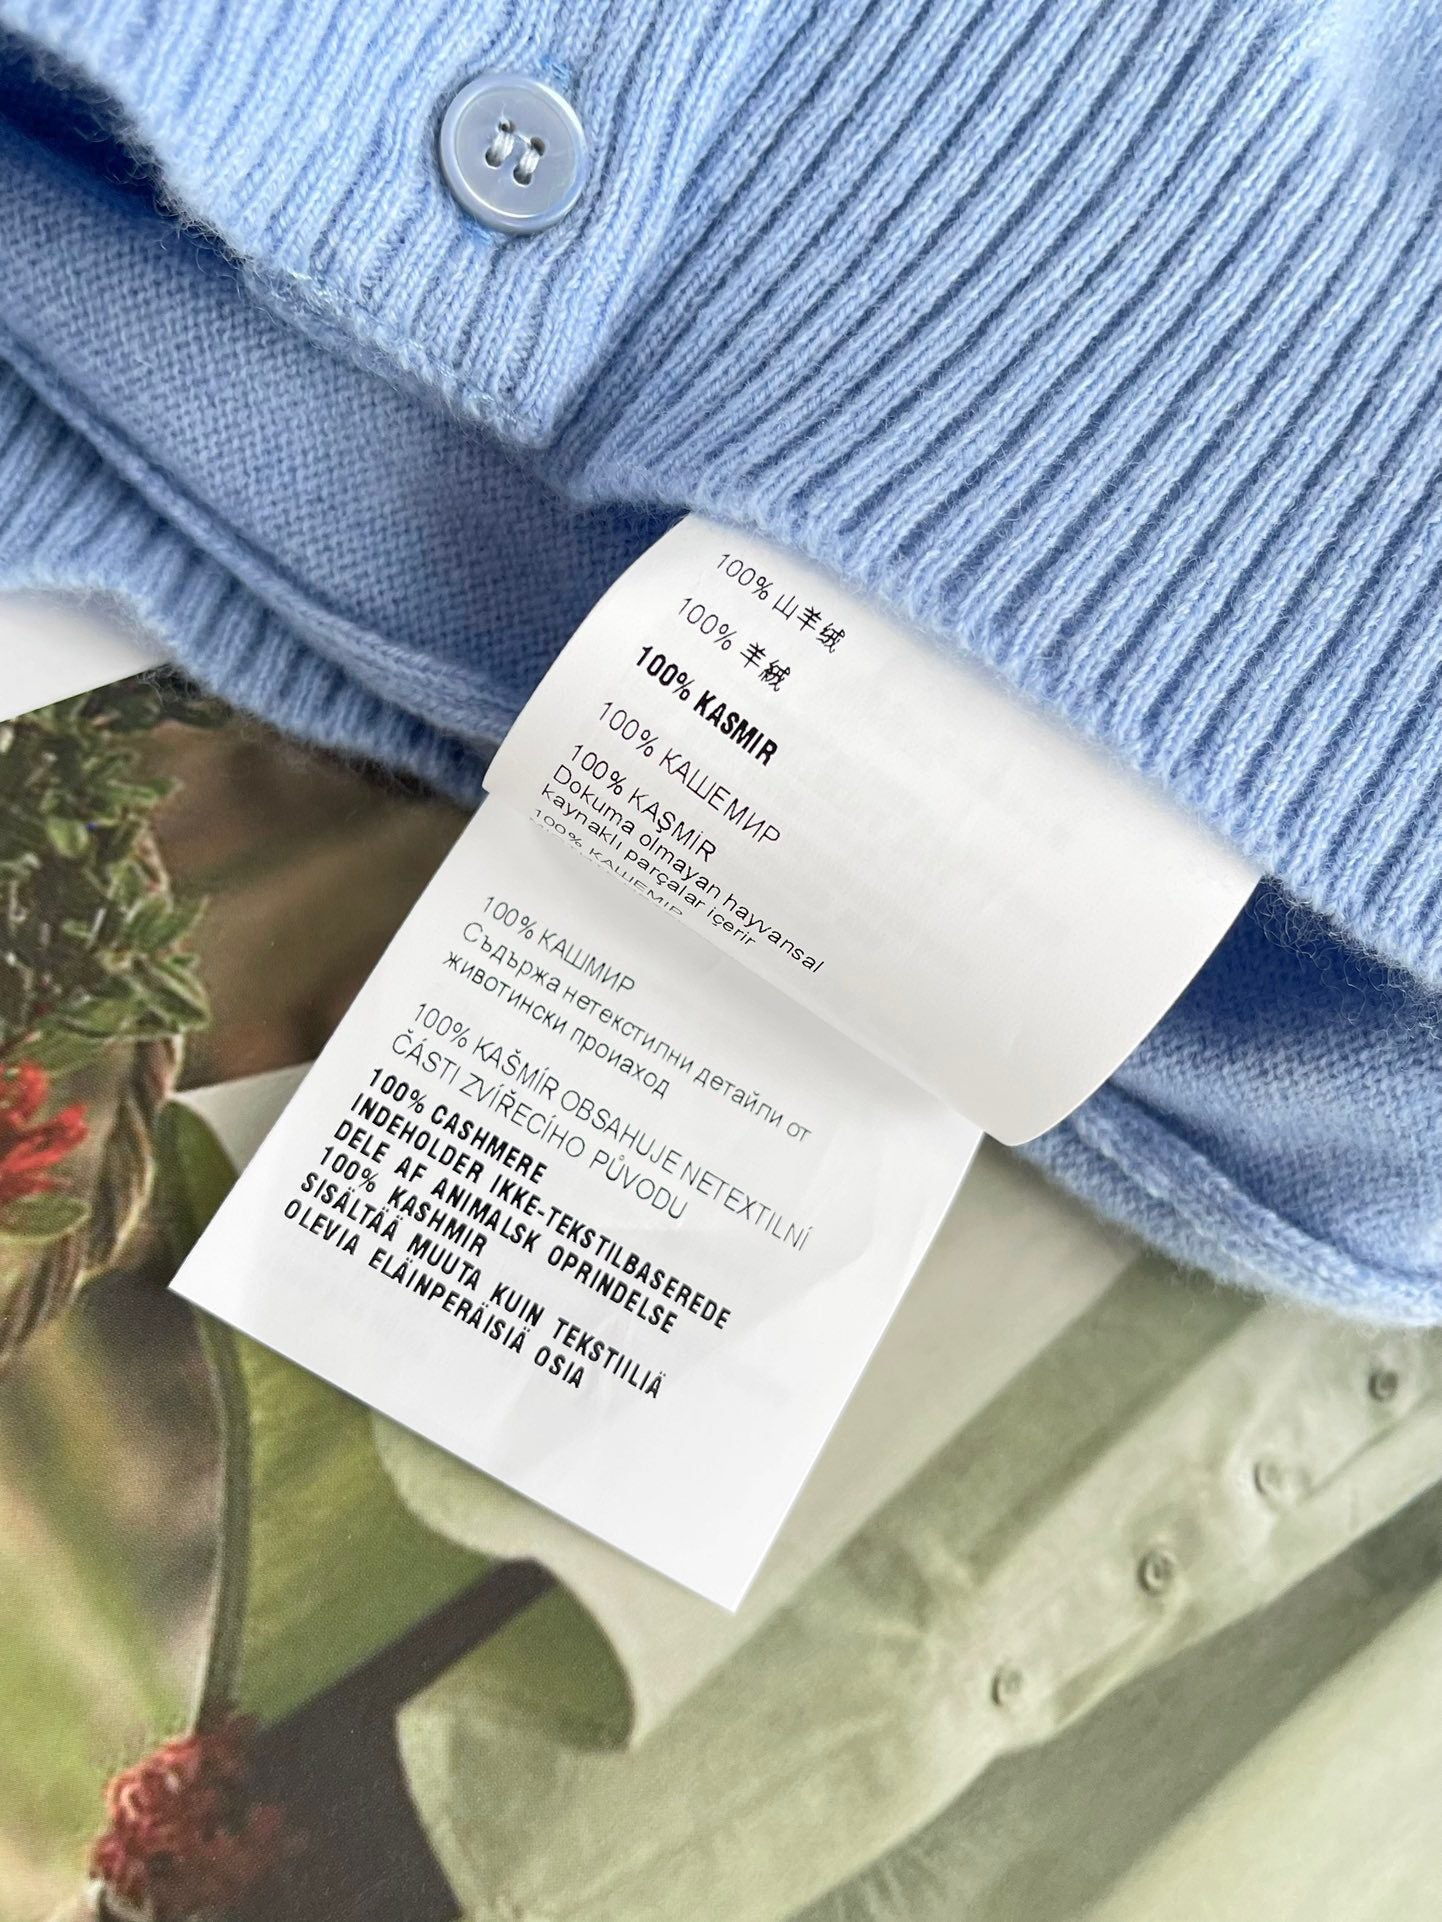 100% 山羊绒
100% 羊絨
100% KASMIR
100% КАШЕМИР
100% KAŞMİR
Dokuma olmayan hayvansal
kaynaklı parçalar içerir
100% КАШЕМІР
100% КАШМИР
Съдържа нетекстилни детайли от
животински произход
100% KAŠMÍR OBSAHUJE NETEXTILNÍ
ČÁSTI ZVÍŘECÍHO PŮVODU
100% CASHMERE
INDEHOLDER IKKE-TEKSTILBASEREDE
DELE AF ANIMALSK OPRINDELSE
100% KASHMIR
SISÄLTÄÄ MUUTA KUIN TEKSTIILIÄ
OLEVIA ELÄINPERÄISIÄ OSIA